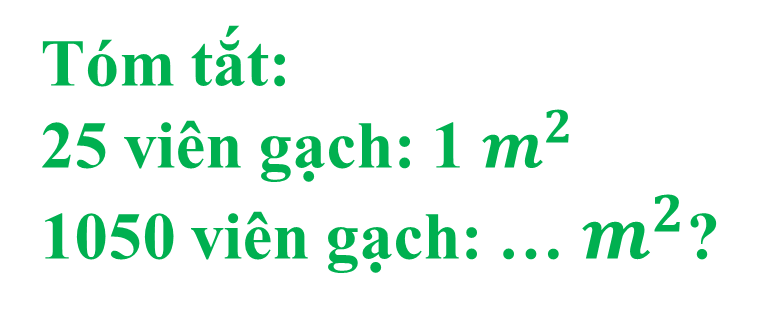 Tóm tắt:
25 viên gạch: 1 m²
1050 viên gạch: … m²?